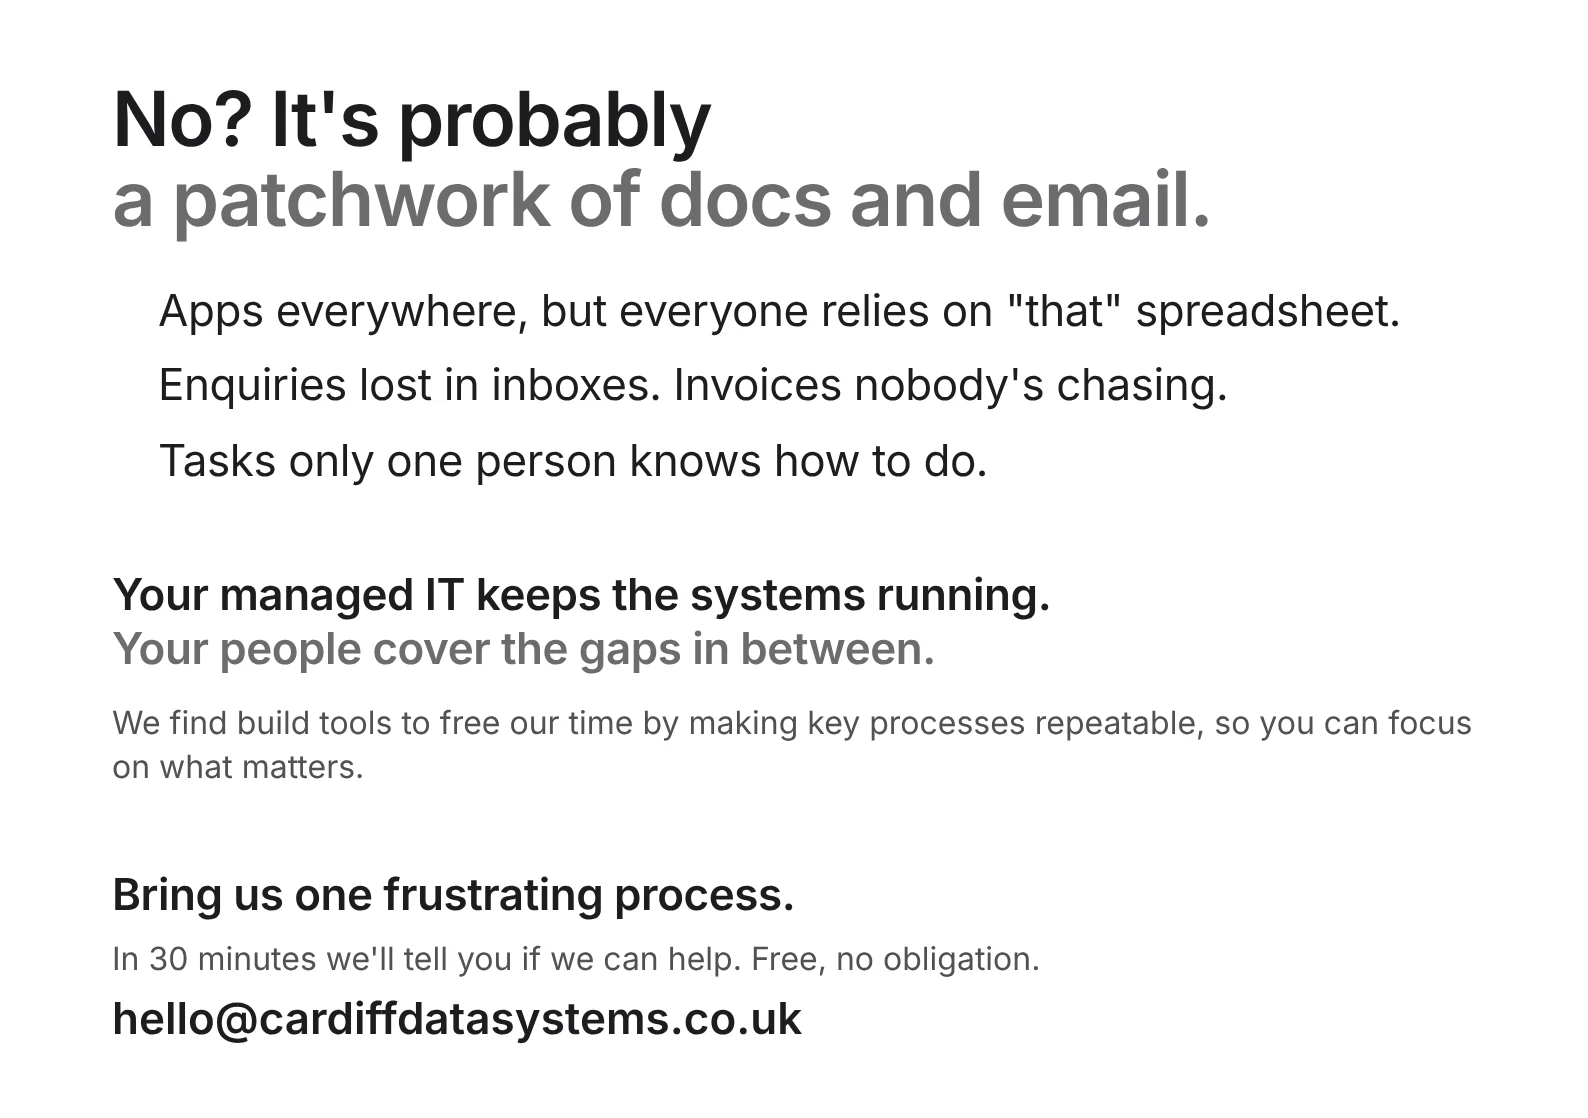 No? It's probably
a patchwork of docs and email.
Apps everywhere, but everyone relies on "that" spreadsheet.
Enquiries lost in inboxes. Invoices nobody's chasing.
Tasks only one person knows how to do.
Your managed IT keeps the systems running.
Your people cover the gaps in between.
We find build tools to free our time by making key processes repeatable, so you can focus
on what matters.
Bring us one frustrating process.
In 30 minutes we'll tell you if we can help. Free, no obligation.
hello@cardiffdatasystems.co.uk